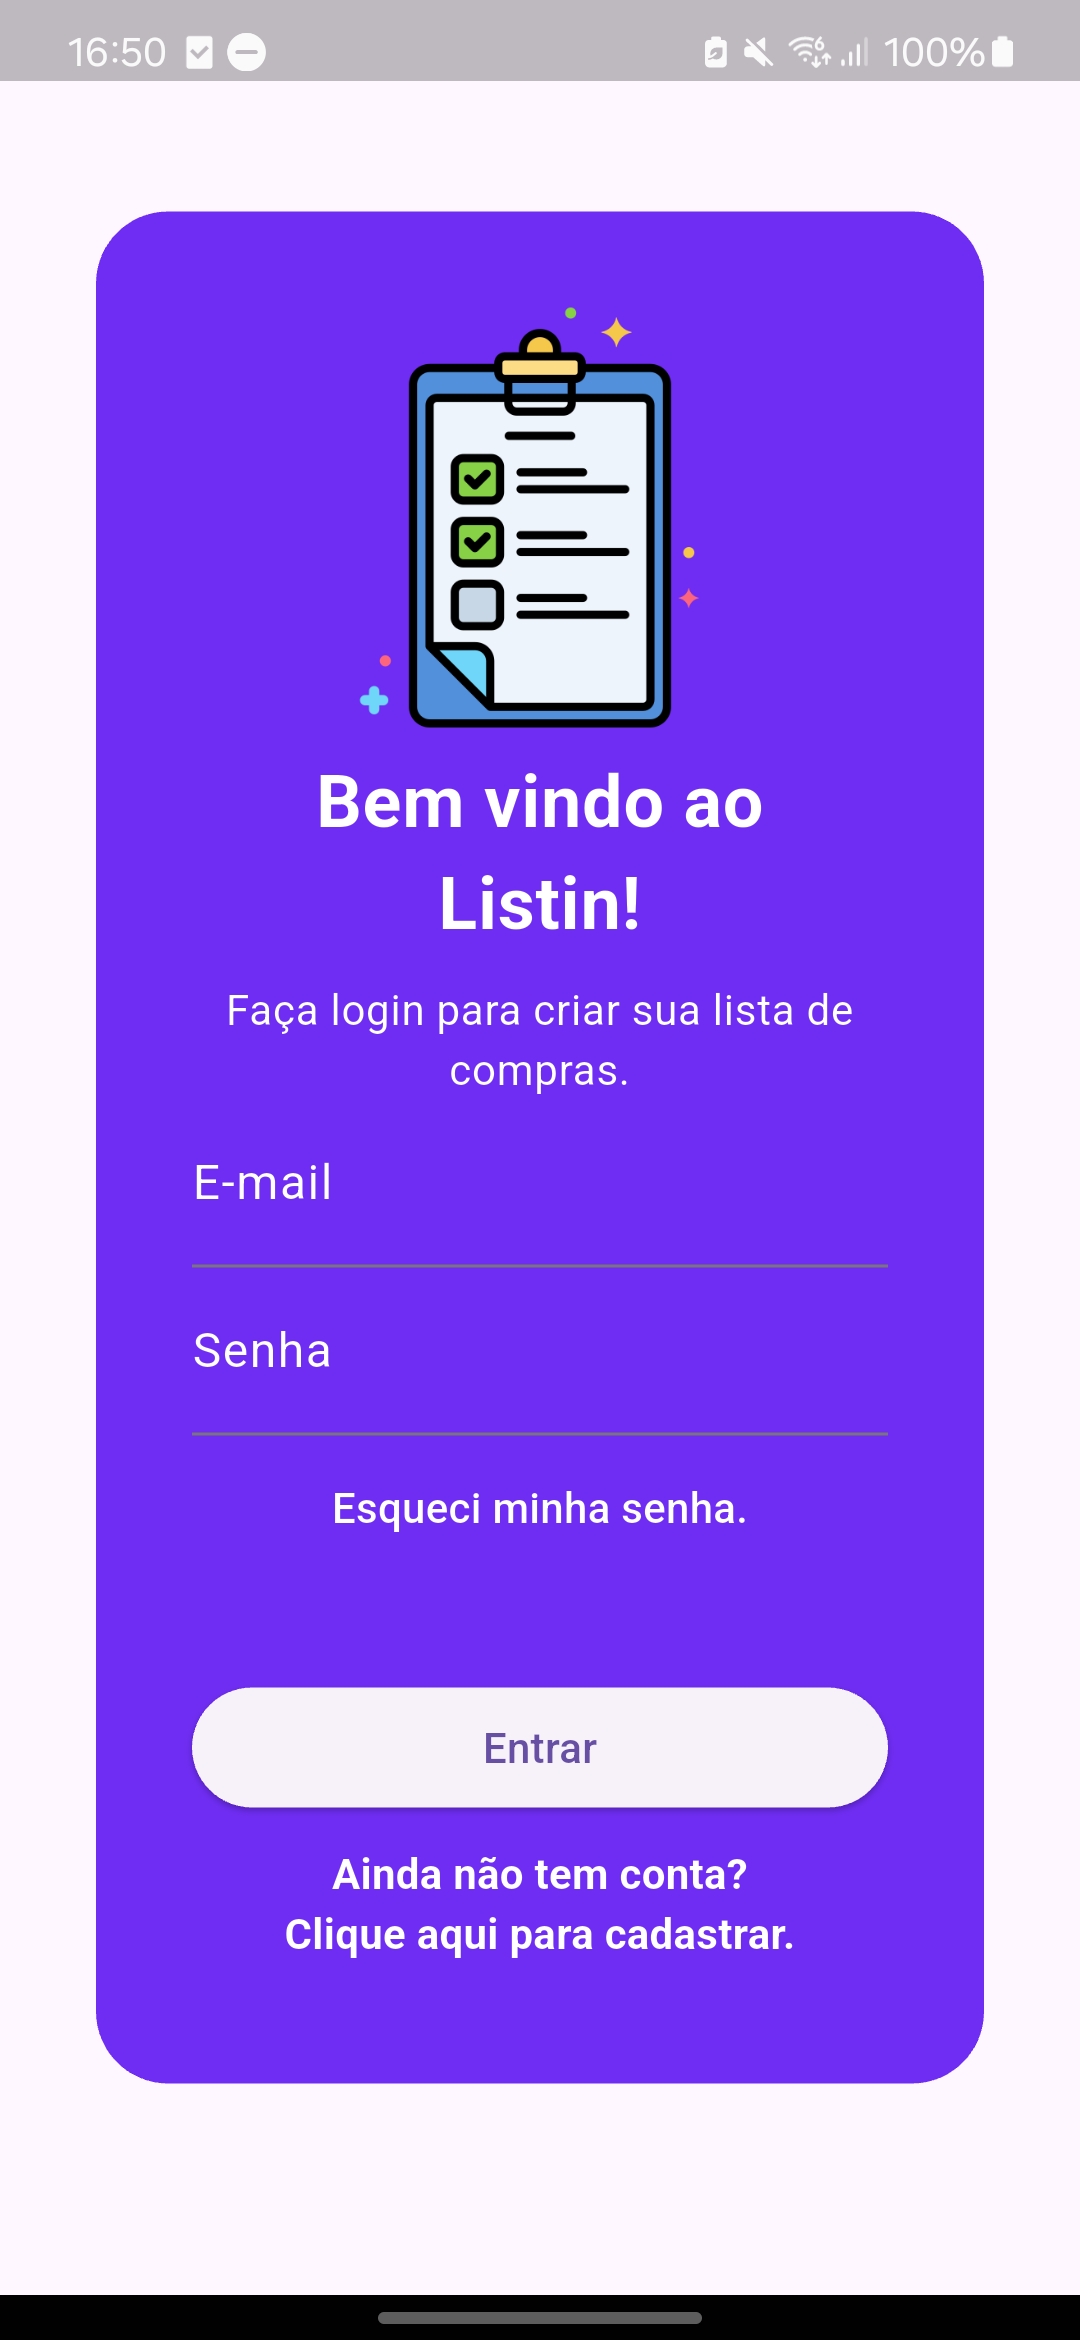 16:50
100%
Bem vindo ao
Listin!
Faça login para criar sua lista de
compras.
E-mail
Senha
Esqueci minha senha.
Entrar
Ainda não tem conta?
Clique aqui para cadastrar.